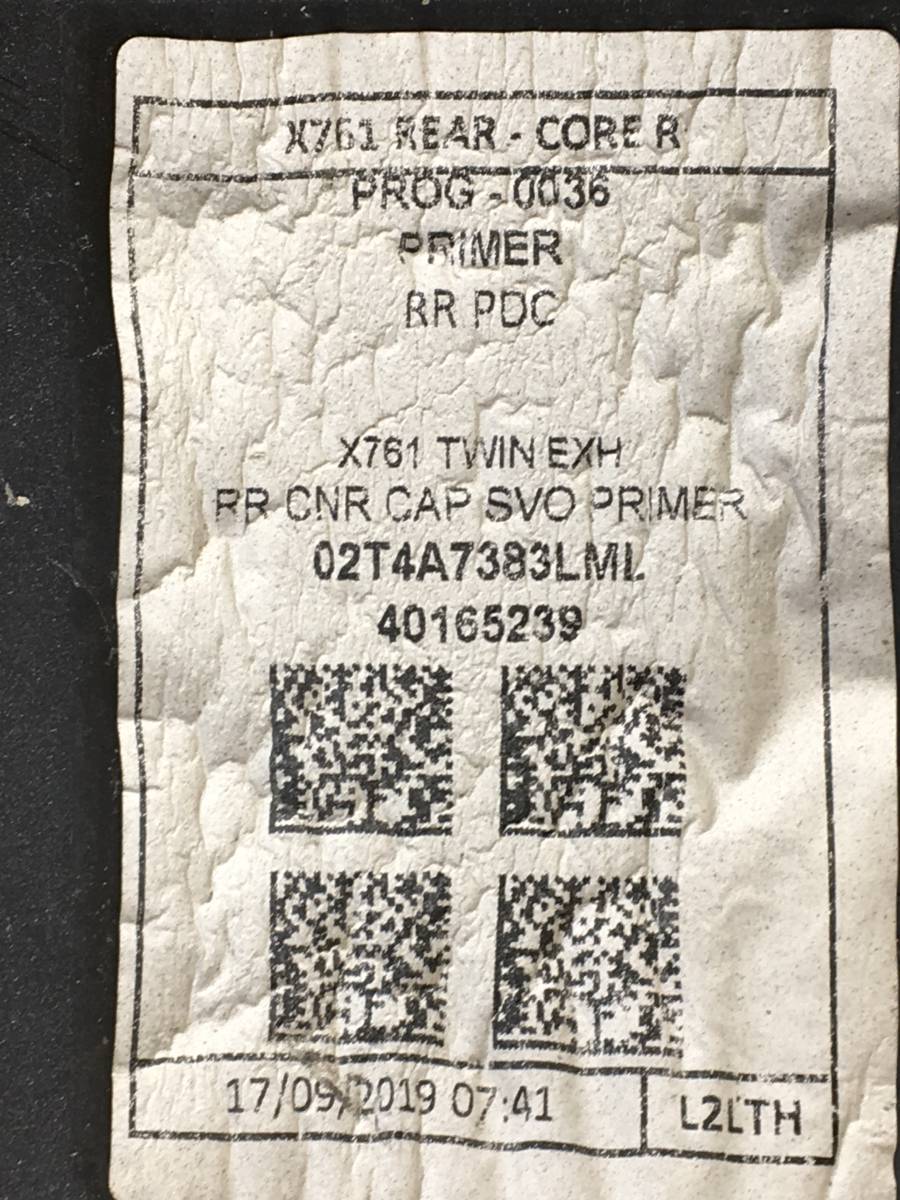 X761 REAR - CORE R
PROG - 0036
PRIMER
RR PDC
X761 TWIN EXH
RR CNR CAP SVO PRIMER
02T4A7383LML
40165239
17/09/2019 07:41
L2LTH